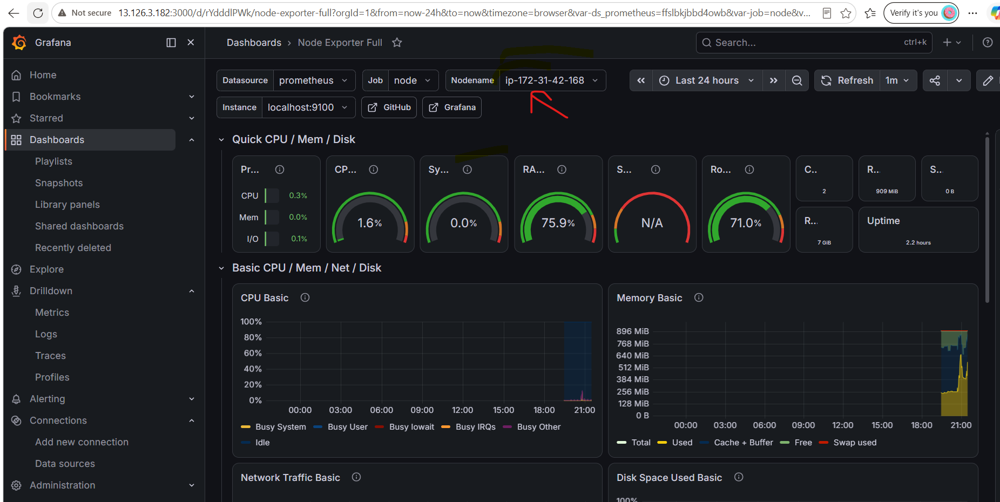 Not secure 13.126.3.182:3000/d/rYdddlPWk/node-exporter-full?orgId=1&from=now-24h&to=now&timezone=browser&var-ds_prometheus=ffslbkjbbd4owb&var-job=node&v... Verify it's you
Grafana
Dashboards › Node Exporter Full
Search... ctrl+k
Home
Bookmarks
Starred
Dashboards
Playlists
Snapshots
Library panels
Shared dashboards
Recently deleted
Explore
Drilldown
Metrics
Logs
Traces
Profiles
Alerting
Connections
Add new connection
Data sources
Administration
Datasource prometheus Job node Nodename ip-172-31-42-168 Last 24 hours Refresh 1m
Instance localhost:9100 GitHub Grafana
Quick CPU / Mem / Disk
Pr... CP... Sy... RA... S... Ro... C.. R... S...
CPU 0.3%
Mem 0.0%
I/O 0.1%
1.6% 0.0% 75.9% N/A 71.0%
2 909 MiB 0 B
R... Uptime
7 GiB 2.2 hours
Basic CPU / Mem / Net / Disk
CPU Basic
100%
80%
60%
40%
20%
0%
00:00 03:00 06:00 09:00 12:00 15:00 18:00 21:00
Busy System Busy User Busy Iowait Busy IRQs Busy Other
Idle
Memory Basic
896 MiB
768 MiB
640 MiB
512 MiB
384 MiB
256 MiB
128 MiB
0 B
00:00 03:00 06:00 09:00 12:00 15:00 18:00 21:00
Total Used Cache + Buffer Free Swap used
Network Traffic Basic
Disk Space Used Basic
100%